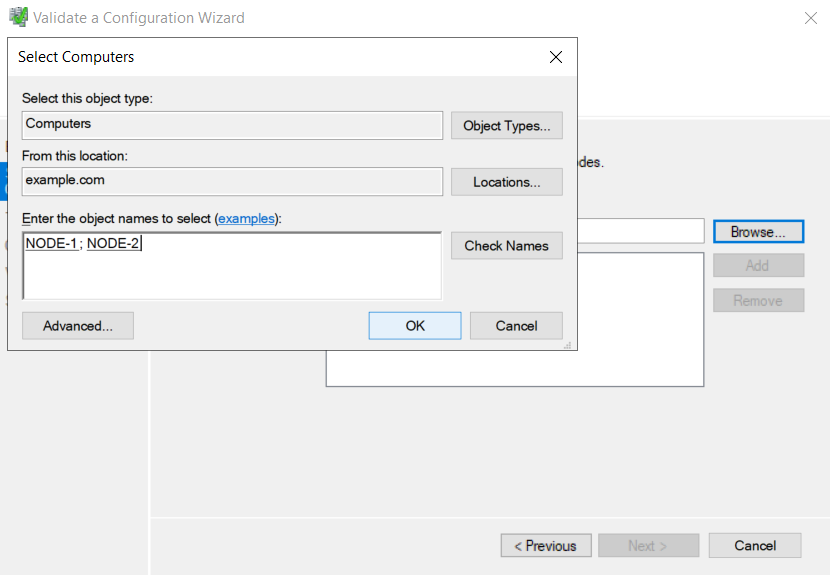 Validate a Configuration Wizard
Select Computers
Select this object type:
Computers
Object Types...
From this location:
example.com
Locations...
Enter the object names to select (examples):
NODE-1; NODE-2
Check Names
Advanced...
OK
Cancel
Browse...
Add
Remove
< Previous
Next >
Cancel